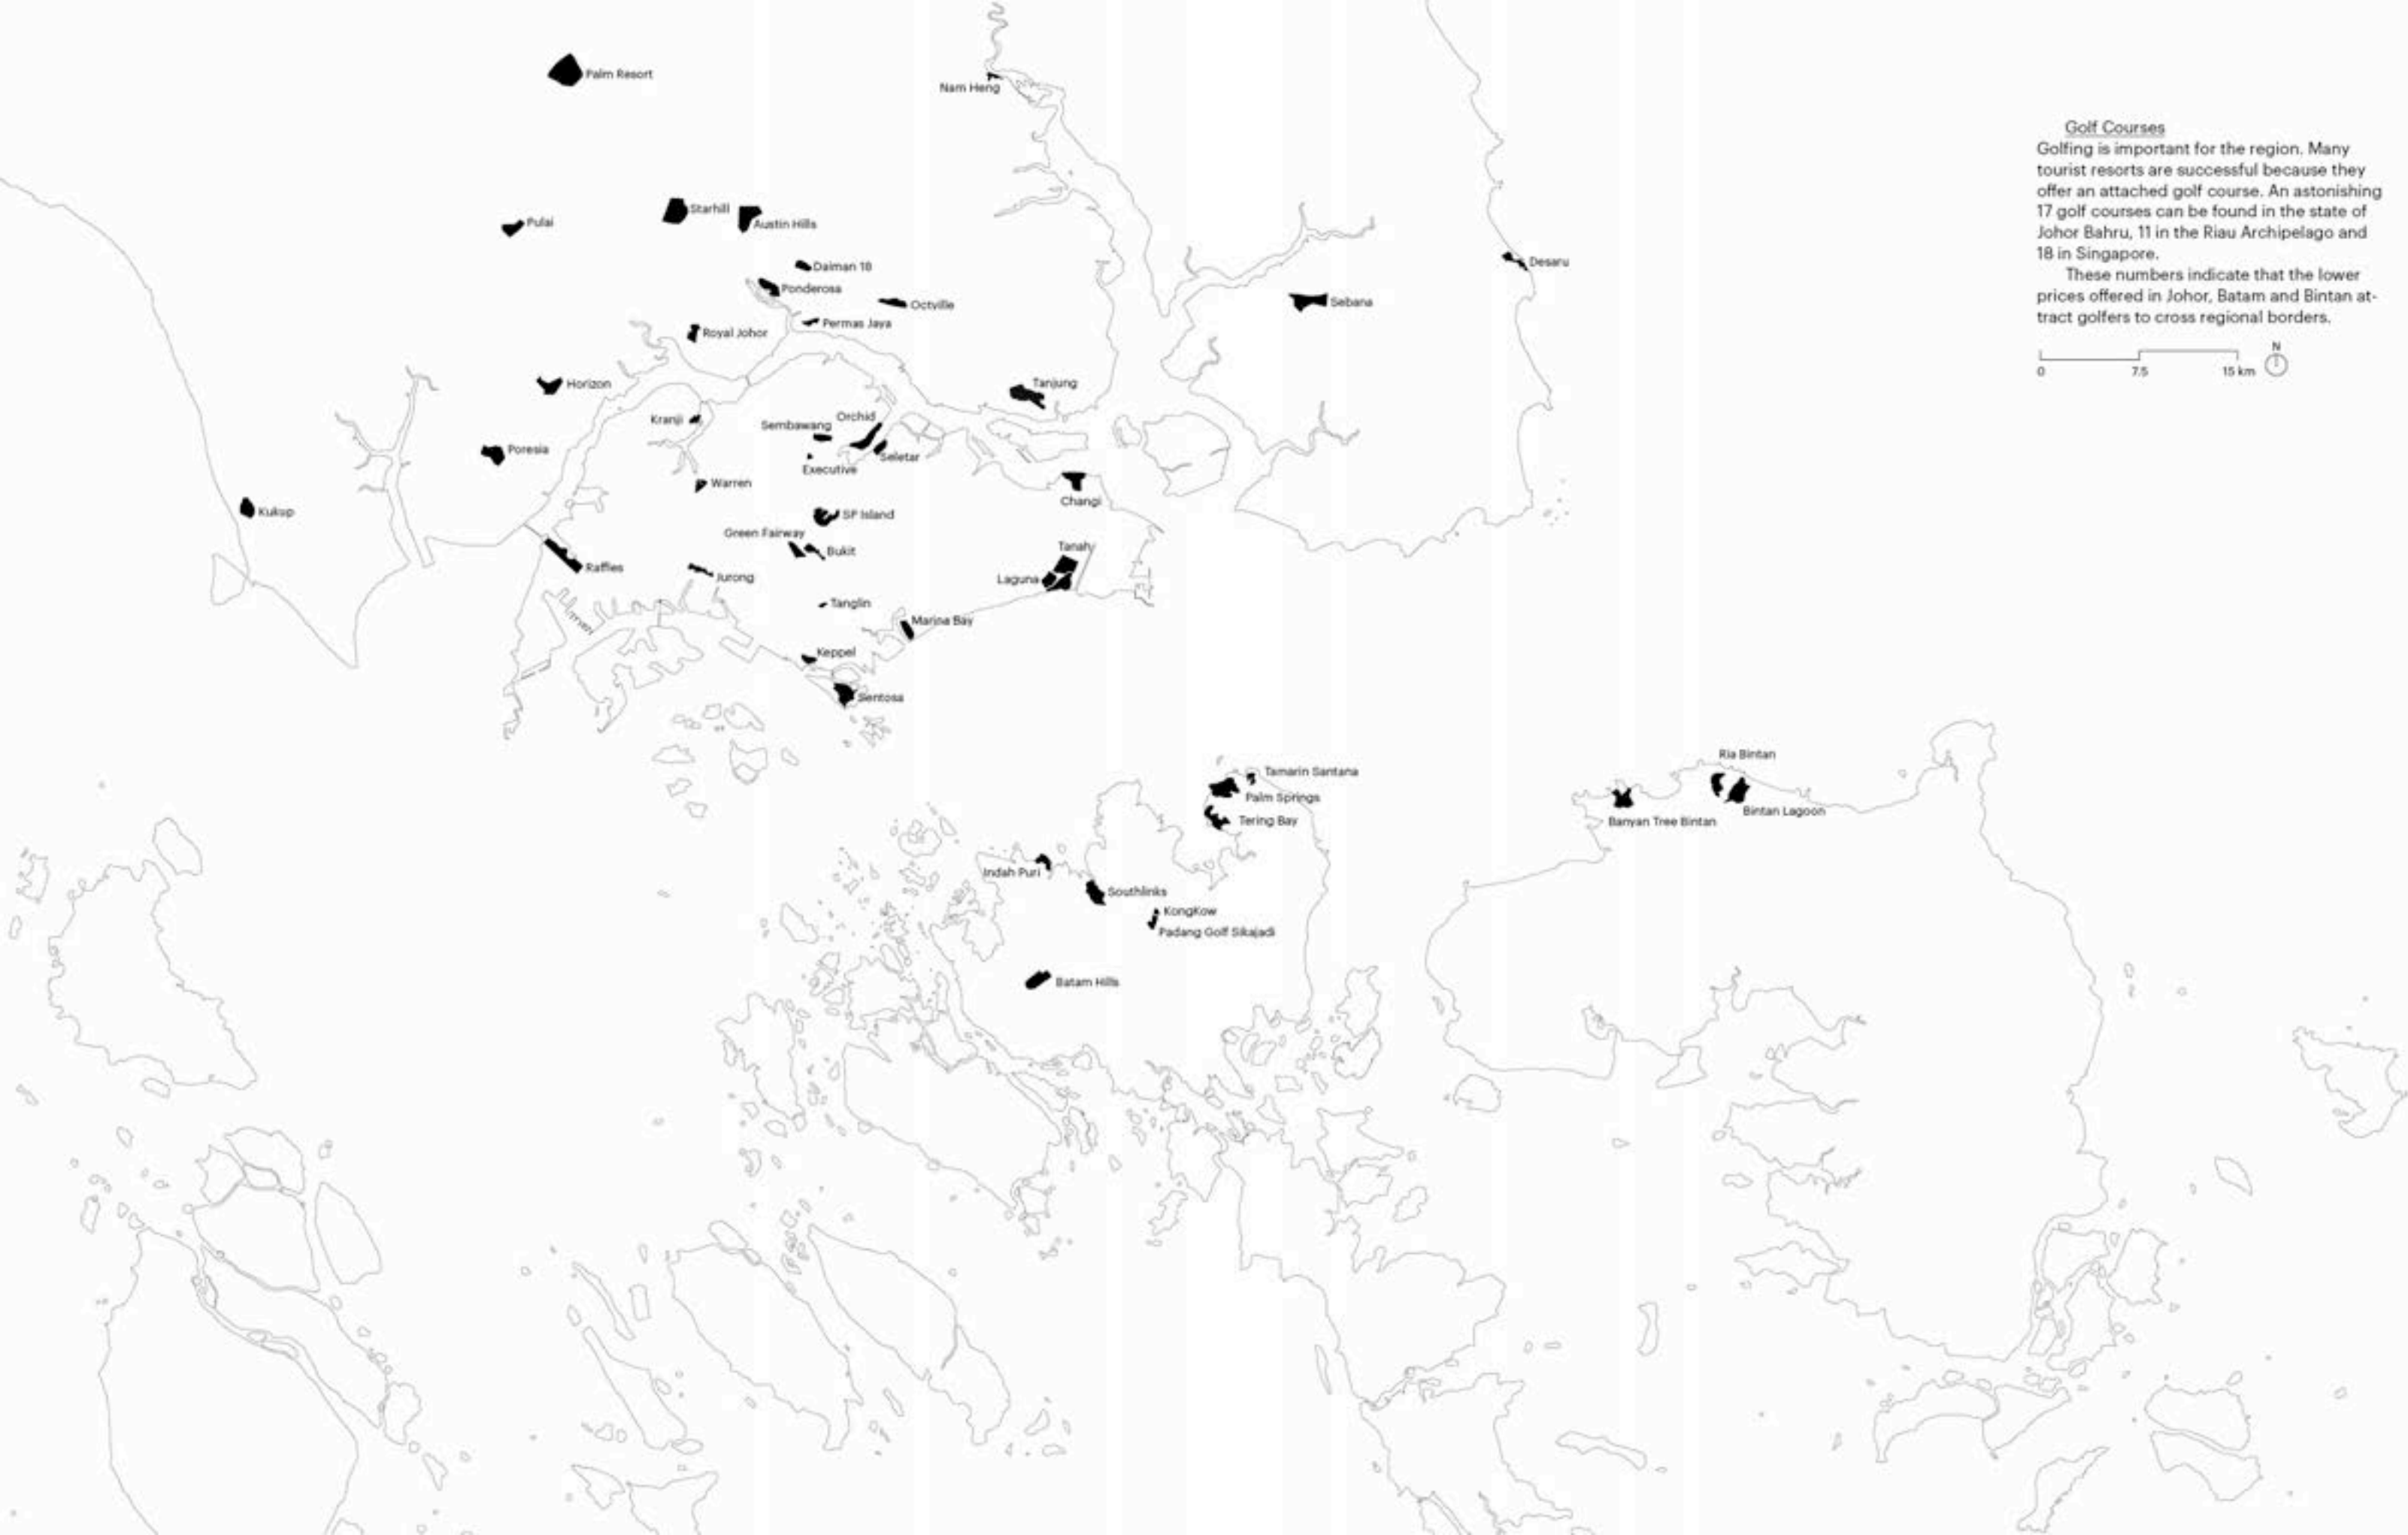 Palm Resort
Nam Heng
Golf Courses
Golfing is important for the region. Many
tourist resorts are successful because they
offer an attached golf course. An astonishing
17 golf courses can be found in the state of
Johor Bahru, 11 in the Riau Archipelago and
18 in Singapore.
These numbers indicate that the lower
prices offered in Johor, Batam and Bintan at-
tract golfers to cross regional borders.
N
0 7.5 15 km
Starhill
Pulai
Austin Hills
Desaru
Daiman 18
Ponderosa
Sebana
Octville
Permas Jaya
Royal Johor
Horizon
Tanjung
Orchid
Kranji
Sembawang
Poresia
Seletar
Executive
Warren
Changi
Kukup
SP Island
Green Fairway
Tanah
Bukit
Raffles
Jurong
Laguna
Tanglin
Marina Bay
Keppel
Sentosa
Ria Bintan
Tamarin Santana
Palm Springs
Bintan Lagoon
Tering Bay
Banyan Tree Bintan
Indah Puri
Southlinks
KongKow
Padang Golf Sikajadi
Batam Hills